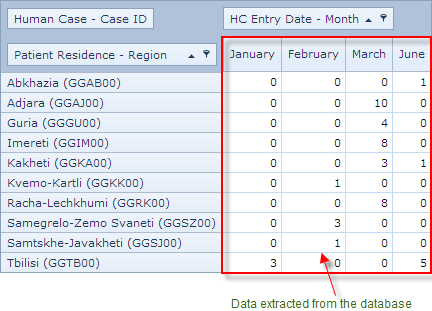 Human Case - Case ID HC Entry Date - Month
Patient Residence - Region January February March June
Abkhazia (GGAB00) 0 0 0 1
Adjara (GGAJ00) 0 0 10 0
Guria (GGGU00) 0 0 4 0
Imereti (GGIM00) 0 0 8 0
Kakheti (GGKA00) 0 0 3 1
Kvemo-Kartli (GGKK00) 0 1 0 0
Racha-Lechkhumi (GGRK00) 0 0 8 0
Samegrelo-Zemo Svaneti (GGSZ00) 0 3 0 0
Samtskhe-Javakheti (GGSJ00) 0 1 0 0
Tbilisi (GGTB00) 3 0 0 5
Data extracted from the database